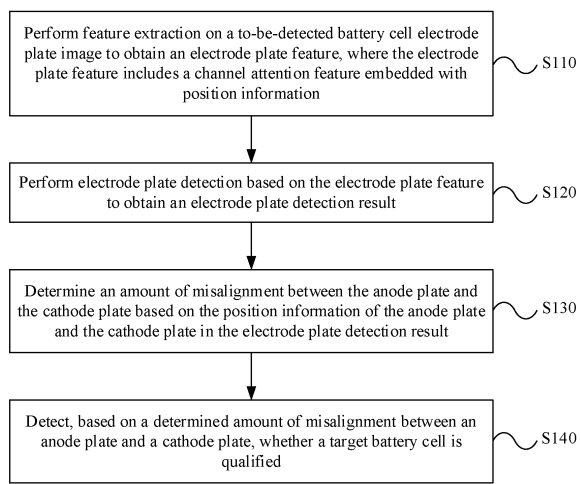 Perform feature extraction on a to-be-detected battery cell electrode
plate image to obtain an electrode plate feature, where the electrode
plate feature includes a channel attention feature embedded with
position information
S110
Perform electrode plate detection based on the electrode plate feature
to obtain an electrode plate detection result
S120
Determine an amount of misalignment between the anode plate and
the cathode plate based on the position information of the anode plate
and the cathode plate in the electrode plate detection result
S130
Detect, based on a determined amount of misalignment between an
anode plate and a cathode plate, whether a target battery cell is
qualified
S140